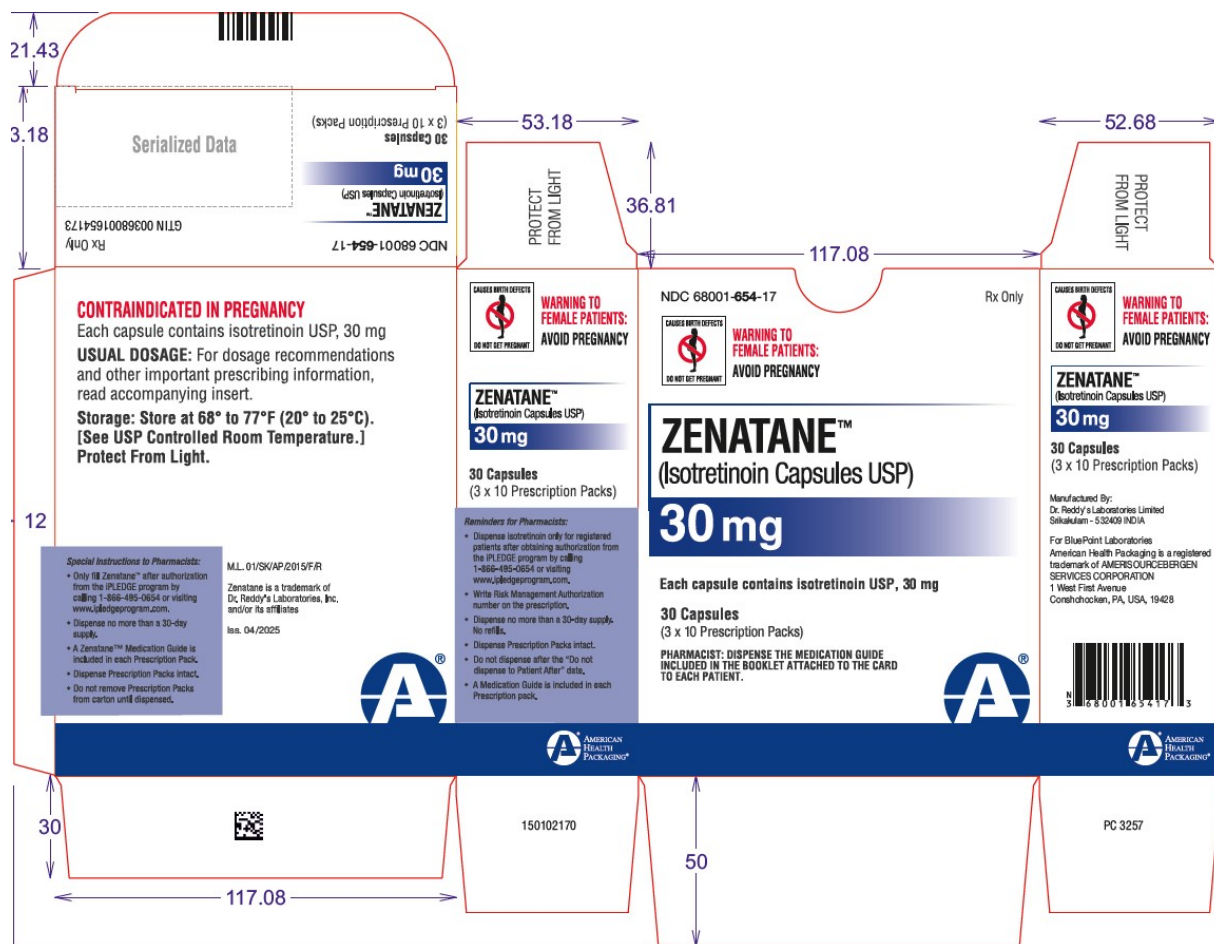 21.43
3.18
Serialized Data
30 Capsules
(3 x 10 Prescription Packs)
30 mg
ZENATANE™
(Isotretinoin Capsules USP)
Rx Only
GTIN 00368001654173
NDC 68001-654-17
CONTRAINDICATED IN PREGNANCY
Each capsule contains isotretinoin USP, 30 mg
USUAL DOSAGE: For dosage recommendations
and other important prescribing information,
read accompanying insert.
Storage: Store at 68° to 77°F (20° to 25°C).
[See USP Controlled Room Temperature.]
Protect From Light.
12
Special Instructions to Pharmacists:
• Only fill Zenatane™ after authorization
from the iPLEDGE program by
calling 1-866-495-0654 or visiting
www.ipledgeprogram.com.
• Dispense no more than a 30-day
supply.
• A Zenatane™ Medication Guide is
included in each Prescription Pack.
• Dispense Prescription Packs intact.
• Do not remove Prescription Packs
from carton until dispensed.
M.L. 01/SK/AP/2015/F/R
Zenatane is a trademark of
Dr. Reddy's Laboratories, Inc.
and/or its affiliates
Iss. 04/2025
A®
30
117.08
53.18
PROTECT
FROM LIGHT
CAUSES BIRTH DEFECTS
DO NOT GET PREGNANT
WARNING TO
FEMALE PATIENTS:
AVOID PREGNANCY
ZENATANE™
(Isotretinoin Capsules USP)
30 mg
30 Capsules
(3 x 10 Prescription Packs)
Reminders for Pharmacists:
• Dispense isotretinoin only for registered
patients after obtaining authorization from
the iPLEDGE program by calling
1-866-495-0654 or visiting
www.ipledgeprogram.com.
• Write Risk Management Authorization
number on the prescription.
• Dispense no more than a 30-day supply.
No refills.
• Dispense Prescription Packs intact.
• Do not dispense after the "Do not
dispense to Patient After" date.
• A Medication Guide is included in each
Prescription pack.
A® AMERICAN
HEALTH
PACKAGING®
150102170
36.81
117.08
NDC 68001-654-17
Rx Only
CAUSES BIRTH DEFECTS
DO NOT GET PREGNANT
WARNING TO
FEMALE PATIENTS:
AVOID PREGNANCY
ZENATANE™
(Isotretinoin Capsules USP)
30 mg
Each capsule contains isotretinoin USP, 30 mg
30 Capsules
(3 x 10 Prescription Packs)
PHARMACIST: DISPENSE THE MEDICATION GUIDE
INCLUDED IN THE BOOKLET ATTACHED TO THE CARD
TO EACH PATIENT.
A®
50
52.68
PROTECT
FROM LIGHT
CAUSES BIRTH DEFECTS
DO NOT GET PREGNANT
WARNING TO
FEMALE PATIENTS:
AVOID PREGNANCY
ZENATANE™
(Isotretinoin Capsules USP)
30 mg
30 Capsules
(3 x 10 Prescription Packs)
Manufactured By:
Dr. Reddy's Laboratories Limited
Srikakulam - 532409 INDIA
For BluePoint Laboratories
American Health Packaging is a registered
trademark of AMERISOURCEBERGEN
SERVICES CORPORATION
1 West First Avenue
Conshchocken, PA, USA, 19428
N
3 68001 65417 3
A® AMERICAN
HEALTH
PACKAGING®
PC 3257